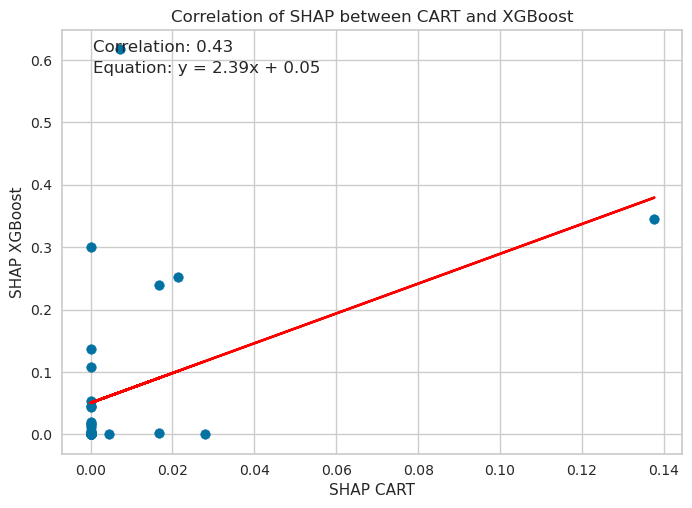 Correlation of SHAP between CART and XGBoost
Correlation: 0.43
Equation: y = 2.39x + 0.05
SHAP XGBoost
0.6
0.5
0.4
0.3
0.2
0.1
0.0
0.00 0.02 0.04 0.06 0.08 0.10 0.12 0.14
SHAP CART